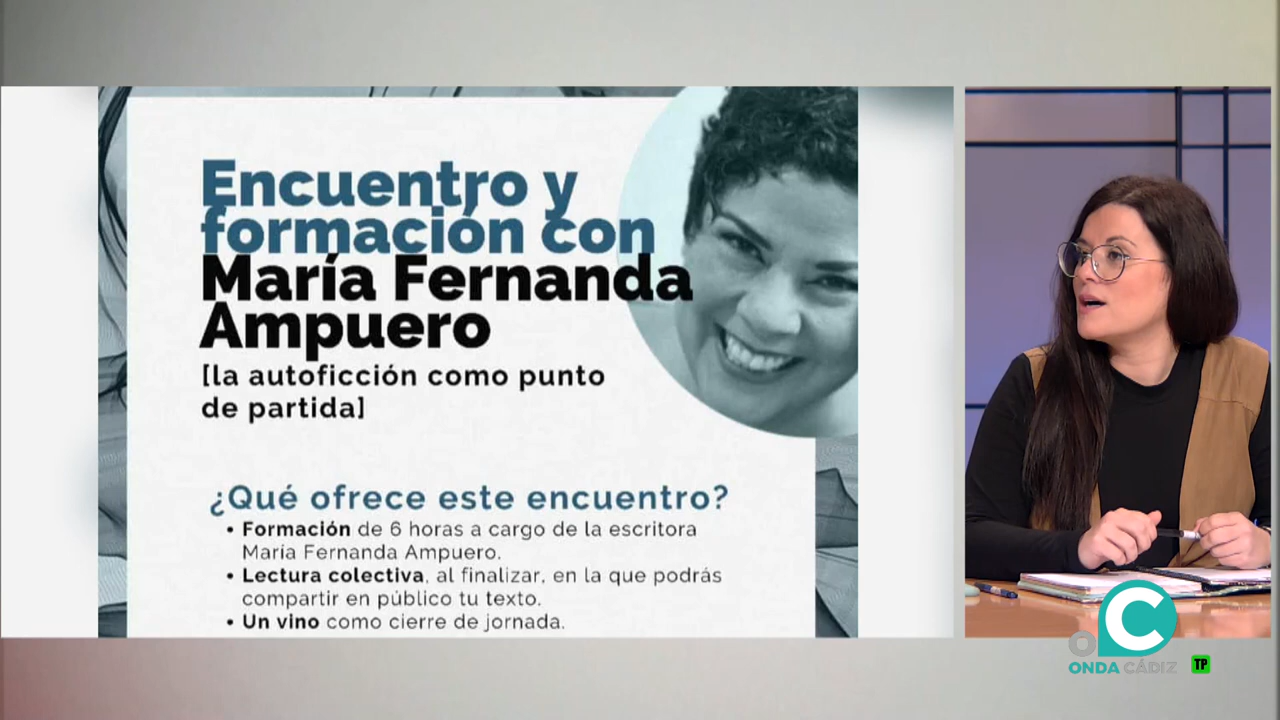 Encuentro y
formación con
María Fernanda
Ampuero
[la autoficción como punto
de partida]
¿Qué ofrece este encuentro?
• Formación de 6 horas a cargo de la escritora
María Fernanda Ampuero.
• Lectura colectiva, al finalizar, en la que podrás
compartir en público tu texto.
• Un vino como cierre de jornada.
C
ONDA CÁDIZ
TP